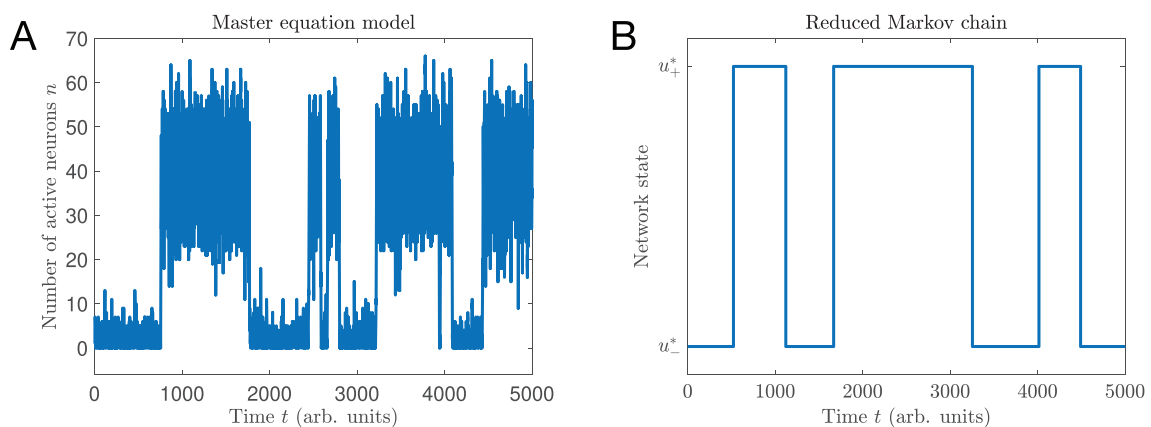 A
Master equation model
Number of active neurons n
70
60
50
40
30
20
10
0
0 1000 2000 3000 4000 5000
Time t (arb. units)
B
Reduced Markov chain
Network state
u*+
u*−
0 1000 2000 3000 4000 5000
Time t (arb. units)